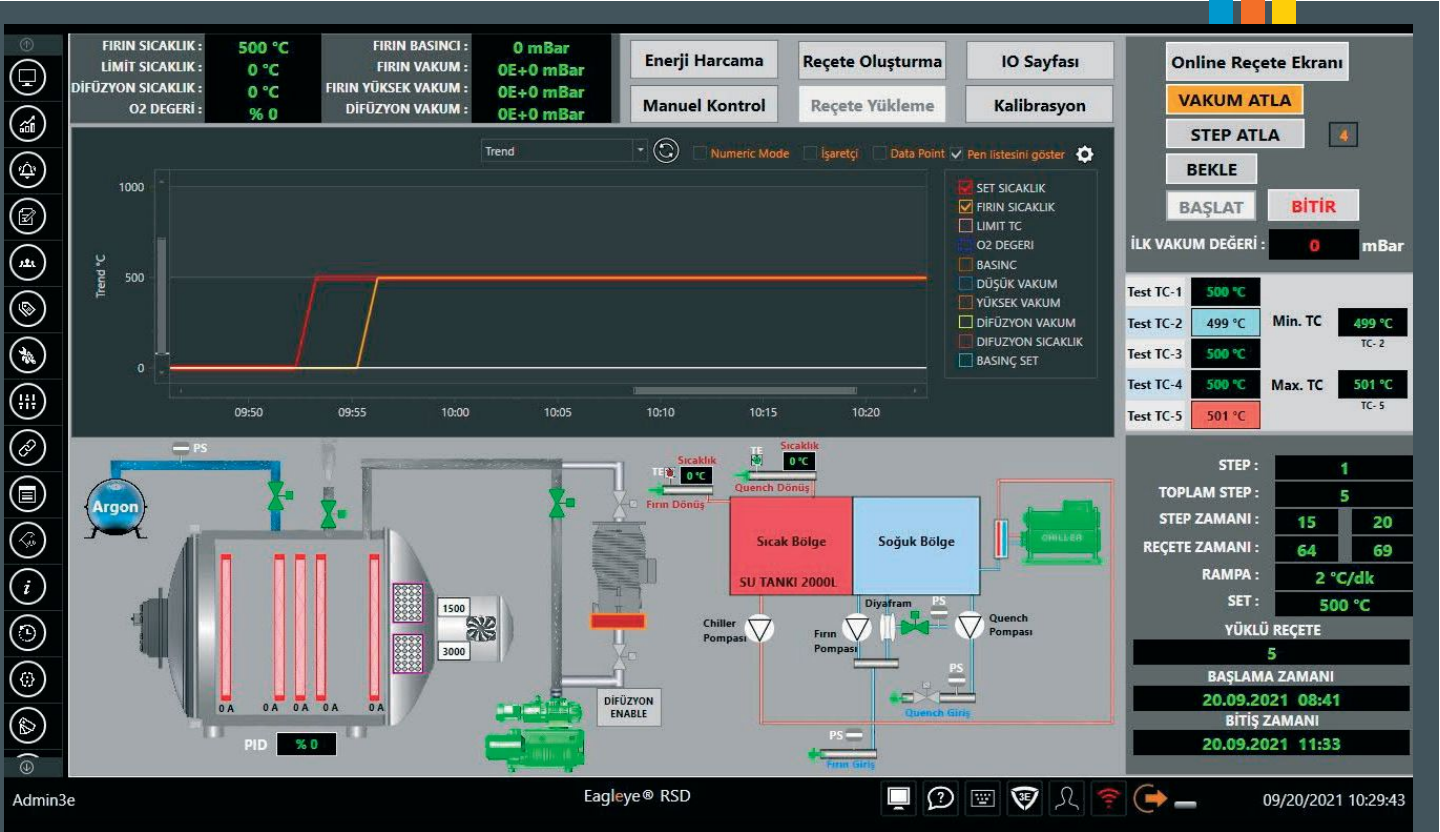 FIRIN SICAKLIK : 500 °C
LİMİT SICAKLIK : 0 °C
DİFÜZYON SICAKLIK : 0 °C
O2 DEGERİ : % 0
FIRIN BASINCI : 0 mBar
FIRIN VAKUM : 0E+0 mBar
FIRIN YÜKSEK VAKUM : 0E+0 mBar
DİFÜZYON VAKUM : 0E+0 mBar
Enerji Harcama
Reçete Oluşturma
IO Sayfası
Manuel Kontrol
Reçete Yükleme
Kalibrasyon
Online Reçete Ekranı
VAKUM ATLA
STEP ATLA 4
BEKLE
BAŞLAT BİTİR
İLK VAKUM DEĞERİ : 0 mBar
Trend
Numeric Mode
İşaretçi
Data Point
Pen listesini göster
Trend °C
1000
500
0
09:50 09:55 10:00 10:05 10:10 10:15 10:20
SET SICAKLIK
FIRIN SICAKLIK
LIMIT TC
O2 DEGERI
BASINC
DÜŞÜK VAKUM
YÜKSEK VAKUM
DİFÜZYON VAKUM
DIFUZYON SICAKLIK
BASINÇ SET
Test TC-1 500 °C
Test TC-2 499 °C
Test TC-3 500 °C
Test TC-4 500 °C
Test TC-5 501 °C
Min. TC 499 °C
TC- 2
Max. TC 501 °C
TC- 5
STEP : 1
TOPLAM STEP : 5
STEP ZAMANI : 15 20
REÇETE ZAMANI : 64 69
RAMPA : 2 °C/dk
SET : 500 °C
YÜKLÜ REÇETE
5
BAŞLAMA ZAMANI
20.09.2021 08:41
BİTİŞ ZAMANI
20.09.2021 11:33
PS
Argon
1500
3000
0 A 0 A 0 A 0 A 0 A
PID % 0
DİFÜZYON
ENABLE
Sıcaklık
TE 0 °C
Fırın Dönüş
Sıcaklık
TE 0 °C
Quench Dönüş
Sıcak Bölge
SU TANKI 2000L
Soğuk Bölge
CHILLER
Chiller
Pompası
Fırın
Pompası
Diyafram
PS
Quench
Pompası
PS
Quench Giriş
PS
Fırın Giriş
Admin3e
Eagleye® RSD
3E
09/20/2021 10:29:43